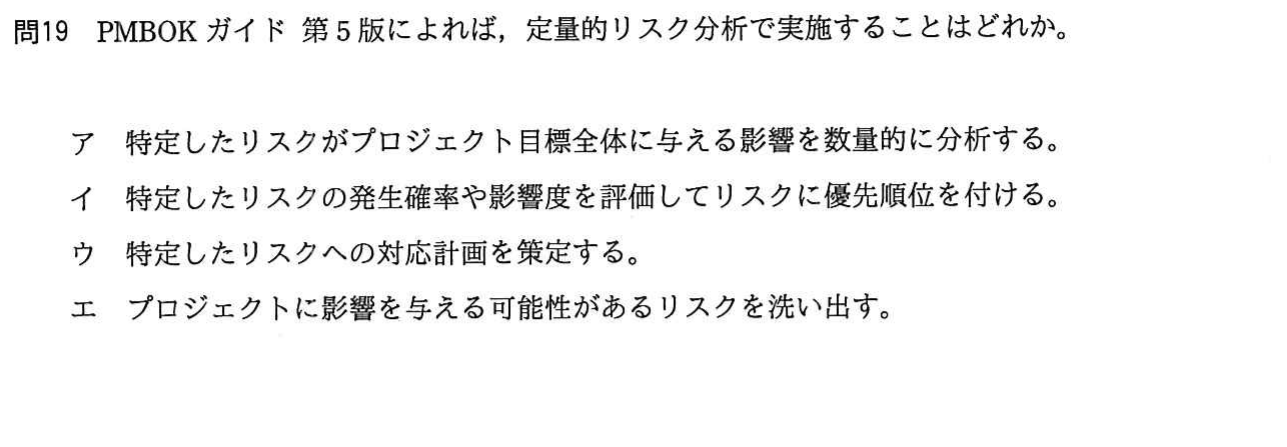 問19 PMBOK ガイド 第5版によれば，定量的リスク分析で実施することはどれか。
ア 特定したリスクがプロジェクト目標全体に与える影響を数量的に分析する。
イ 特定したリスクの発生確率や影響度を評価してリスクに優先順位を付ける。
ウ 特定したリスクへの対応計画を策定する。
エ プロジェクトに影響を与える可能性があるリスクを洗い出す。